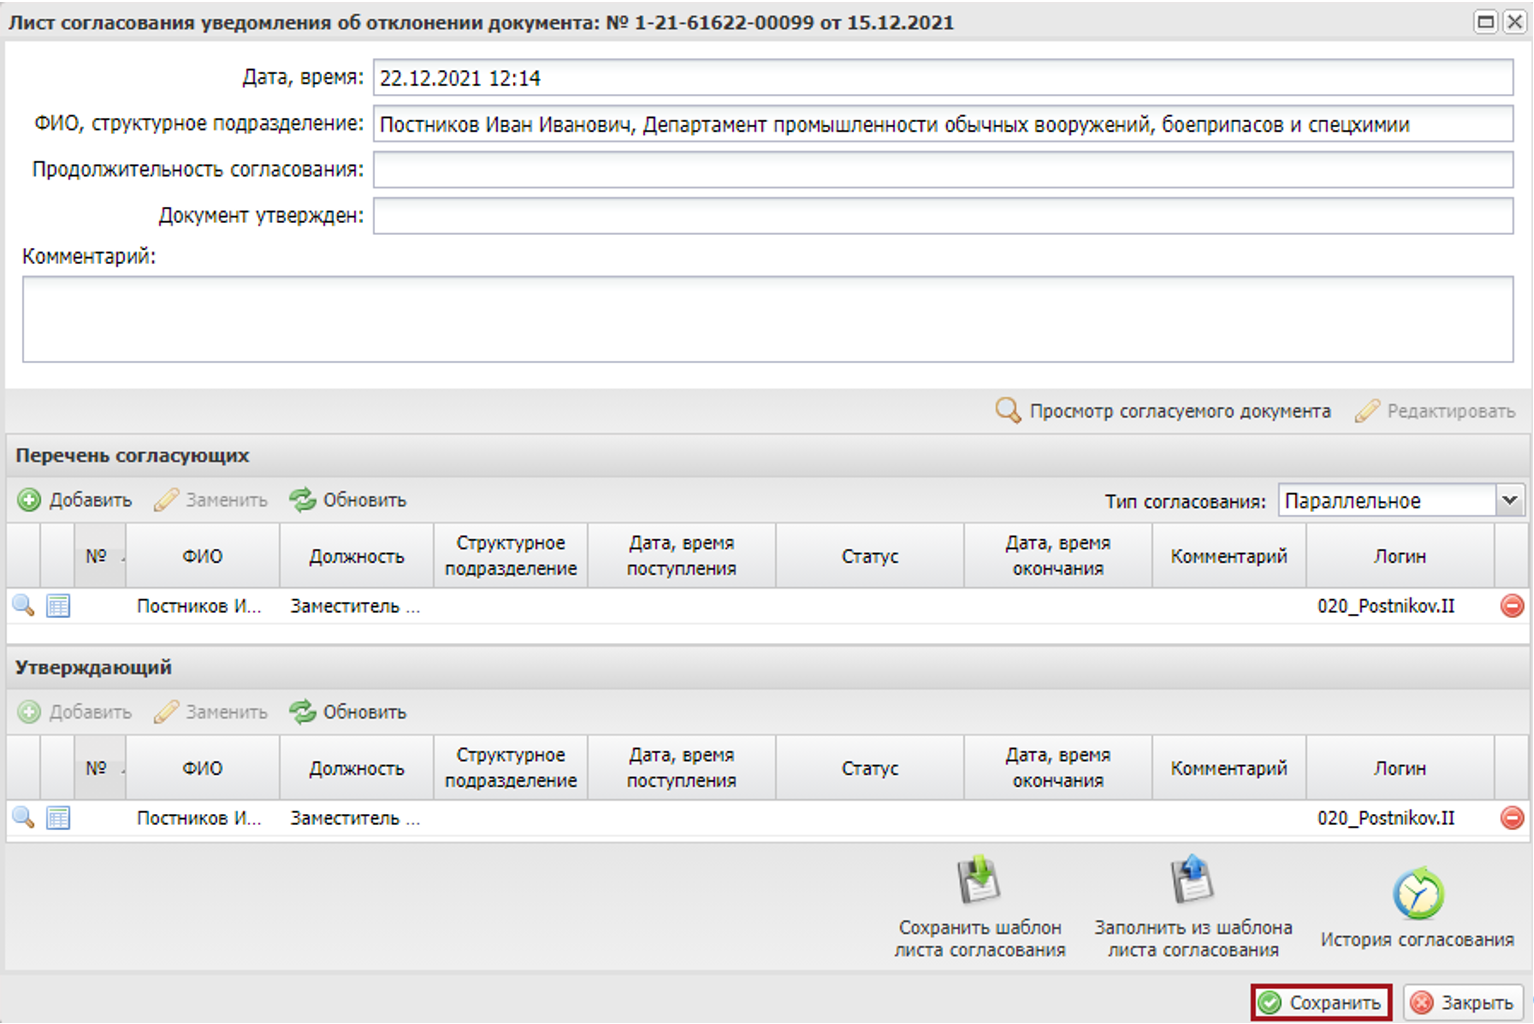 Лист согласования уведомления об отклонении документа: № 1-21-61622-00099 от 15.12.2021
Дата, время: 22.12.2021 12:14
ФИО, структурное подразделение: Постников Иван Иванович, Департамент промышленности обычных вооружений, боеприпасов и спецхимии
Продолжительность согласования:
Документ утвержден:
Комментарий:
Просмотр согласуемого документа Редактировать
Перечень согласующих
Добавить Заменить Обновить Тип согласования: Параллельное
№ ФИО Должность Структурное подразделение Дата, время поступления Статус Дата, время окончания Комментарий Логин
Постников И... Заместитель ... 020_Postnikov.II
Утверждающий
Добавить Заменить Обновить
№ ФИО Должность Структурное подразделение Дата, время поступления Статус Дата, время окончания Комментарий Логин
Постников И... Заместитель ... 020_Postnikov.II
Сохранить шаблон
листа согласования
Заполнить из шаблона
листа согласования
История согласования
Сохранить Закрыть